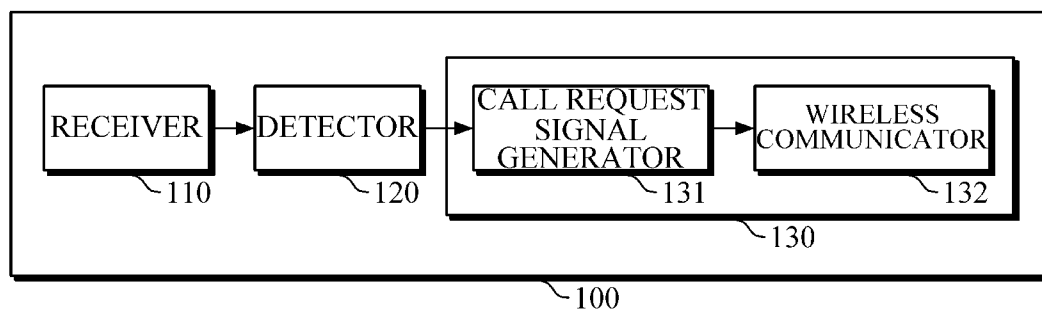 RECEIVER
110
DETECTOR
120
CALL REQUEST
SIGNAL
GENERATOR
131
WIRELESS
COMMUNICATOR
132
130
100